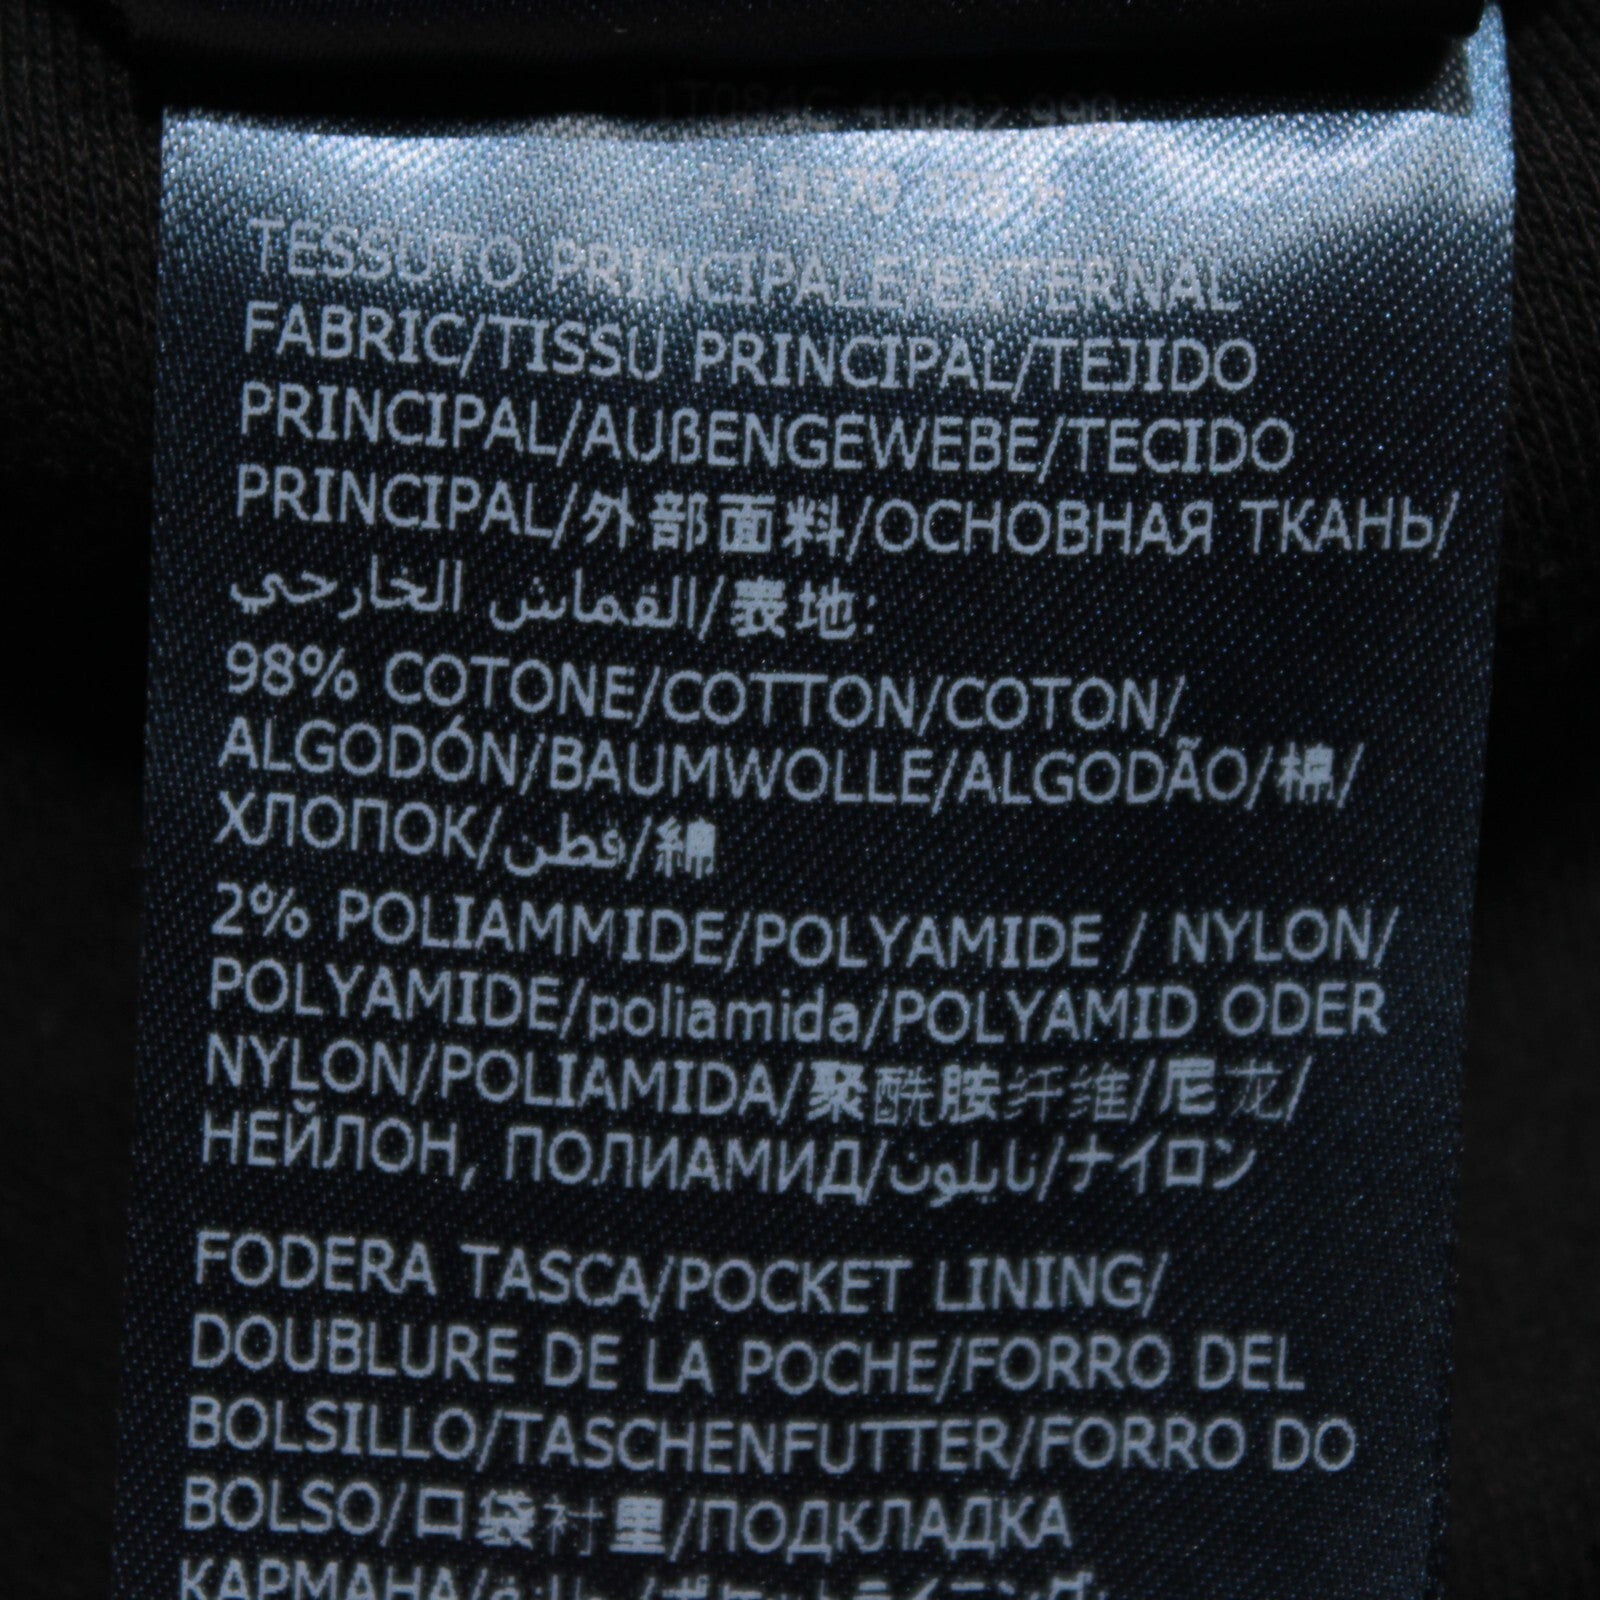 TESSUTO PRINCIPALE/EXTERNAL
FABRIC/TISSU PRINCIPAL/TEJIDO
PRINCIPAL/AUßENGEWEBE/TECIDO
PRINCIPAL/外部面料/ОСНОВНАЯ ТКАНЬ/
القماش الخارجي/表地:
98% COTONE/COTTON/COTON/
ALGODÓN/BAUMWOLLE/ALGODÃO/棉/
ХЛОПОК/قطن/綿
2% POLIAMMIDE/POLYAMIDE / NYLON/
POLYAMIDE/poliamida/POLYAMID ODER
NYLON/POLIAMIDA/聚酰胺纤维/尼龙/
НЕЙЛОН, ПОЛИАМИД/نايلون/ナイロン
FODERA TASCA/POCKET LINING/
DOUBLURE DE LA POCHE/FORRO DEL
BOLSILLO/TASCHENFUTTER/FORRO DO
BOLSO/口袋衬里/ПОДКЛАДКА
КАРМАНА/